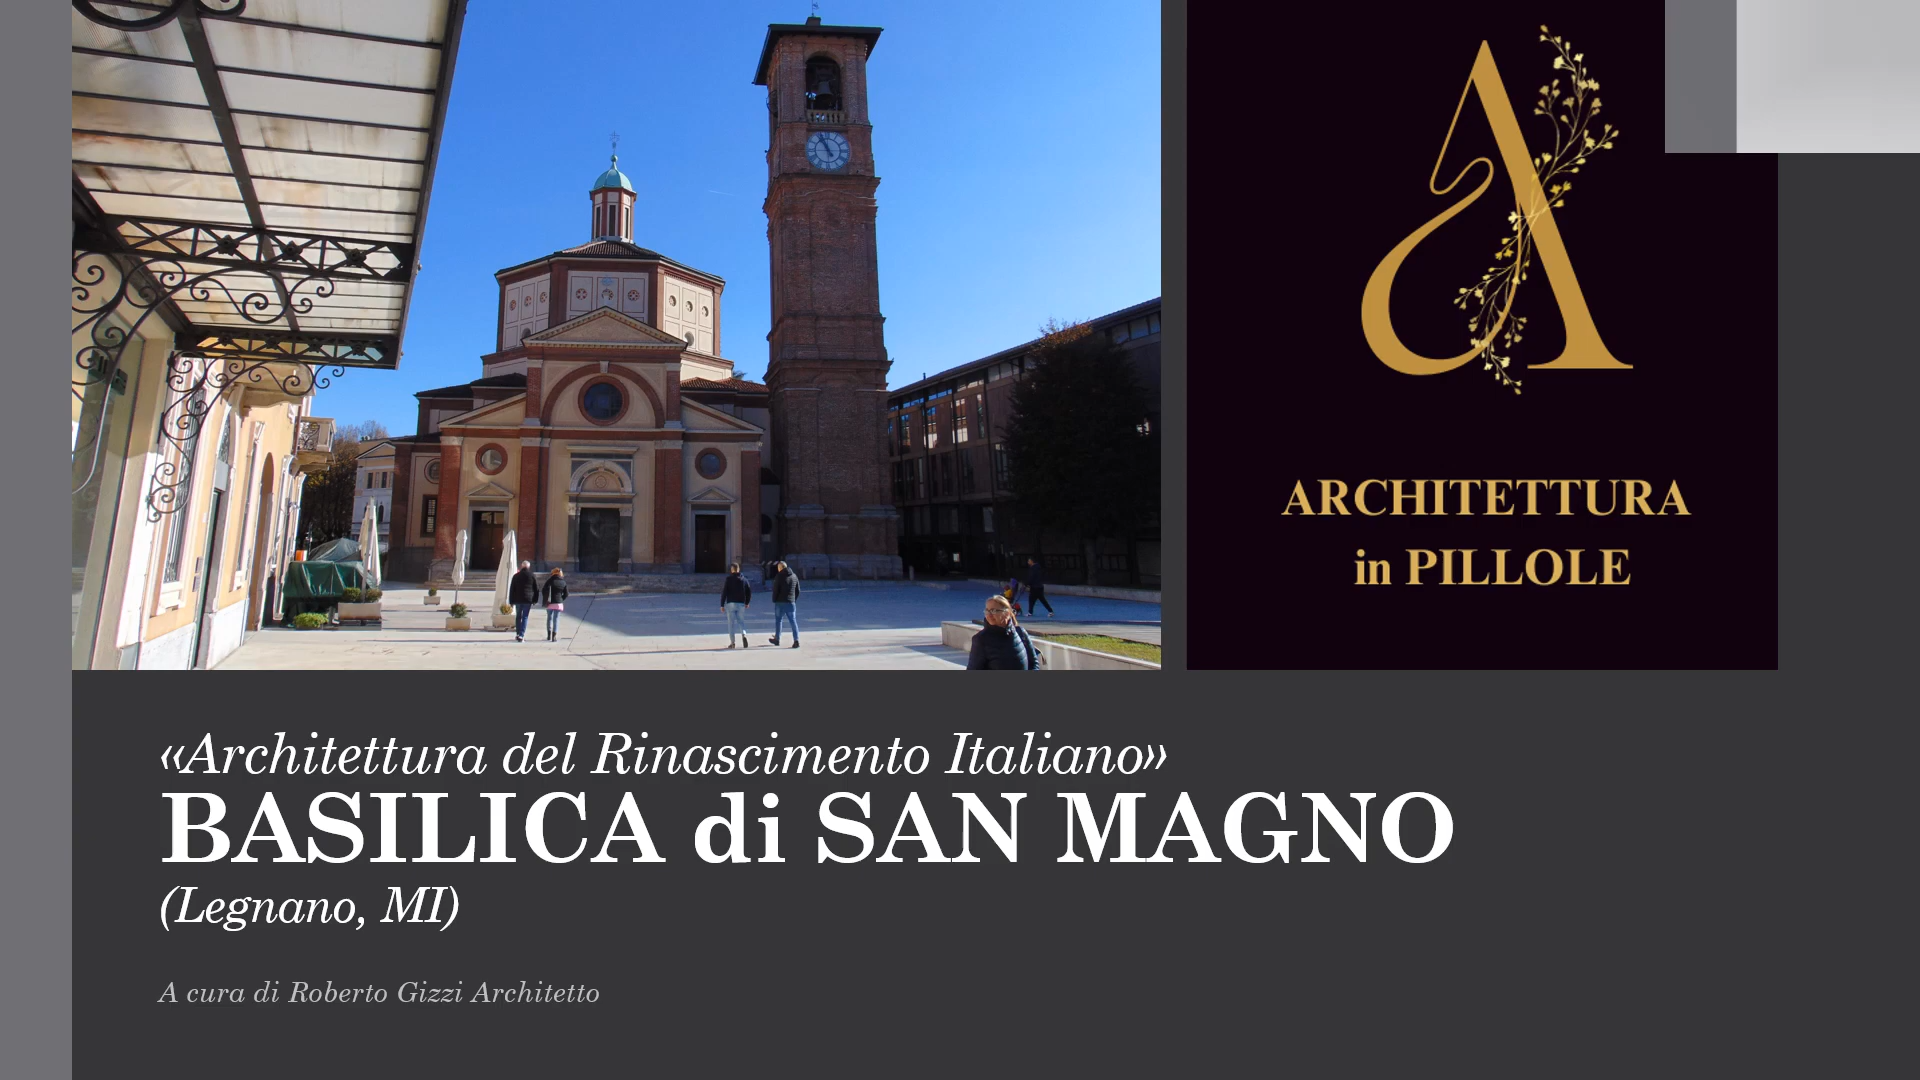 ARCHITETTURA
in PILLOLE
«Architettura del Rinascimento Italiano»
BASILICA di SAN MAGNO
(Legnano, MI)
A cura di Roberto Gizzi Architetto